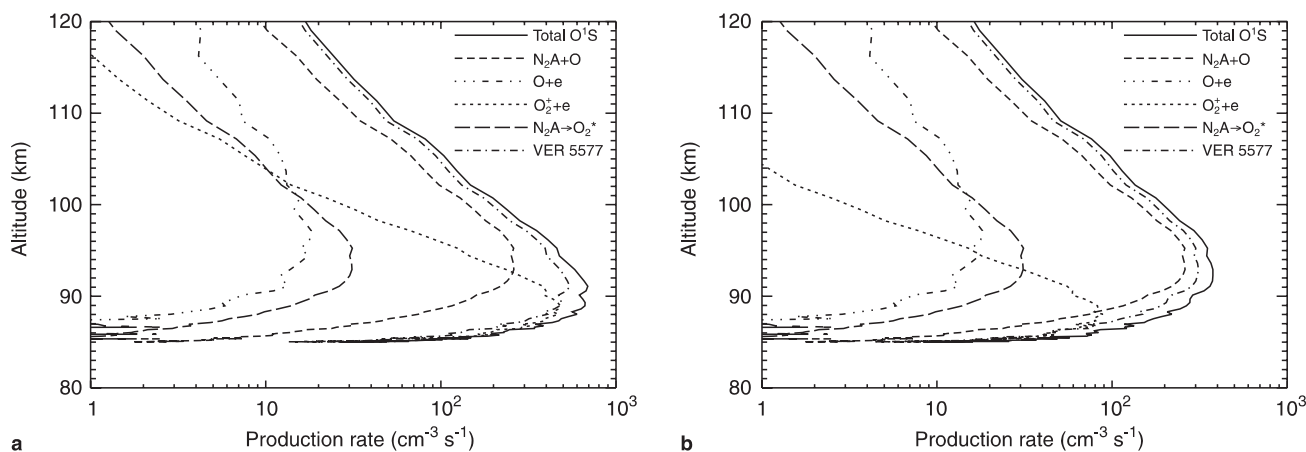 120
110
100
90
80
Altitude (km)
1
10
10²
10³
Production rate (cm⁻³ s⁻¹)
Total O¹S
N₂A+O
O+e
O₂⁺+e
N₂A→O₂*
VER 5577
a
120
110
100
90
80
Altitude (km)
1
10
10²
10³
Production rate (cm⁻³ s⁻¹)
Total O¹S
N₂A+O
O+e
O₂⁺+e
N₂A→O₂*
VER 5577
b